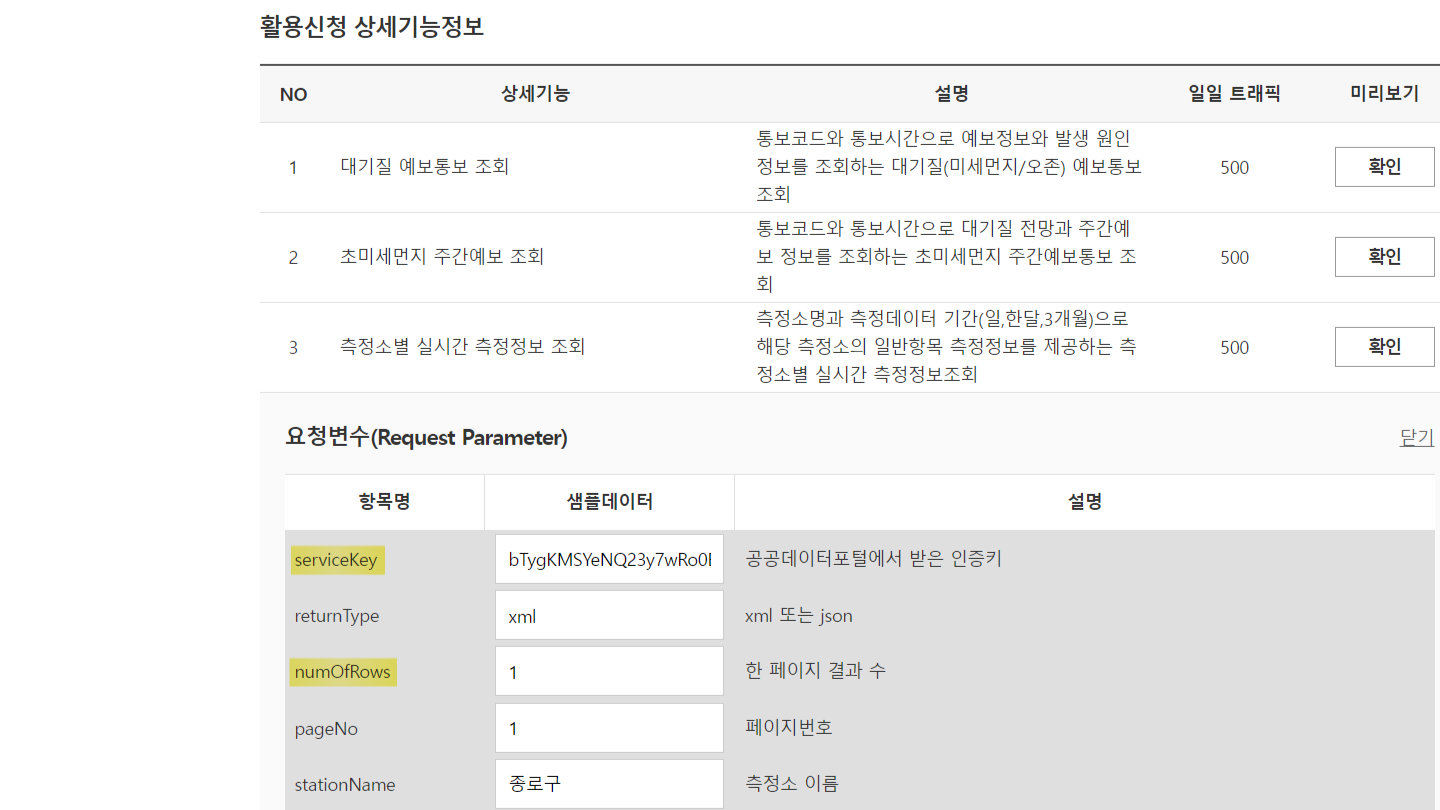 활용신청 상세기능정보
NO 상세기능 설명 일일 트래픽 미리보기
통보코드와 통보시간으로 예보정보와 발생 원인
1 대기질 예보통보 조회 정보를 조회하는 대기질(미세먼지/오존) 예보통보 500 확인
조회
통보코드와 통보시간으로 대기질 전망과 주간예
2 초미세먼지 주간예보 조회 보 정보를 조회하는 초미세먼지 주간예보통보 조 500 확인
회
측정소명과 측정데이터 기간(일,한달,3개월)으로
3 측정소별 실시간 측정정보 조회 해당 측정소의 일반항목 측정정보를 제공하는 측 500 확인
정소별 실시간 측정정보조회
요청변수(Request Parameter) 닫기
항목명 샘플데이터 설명
serviceKey 공공데이터포털에서 받은 인증키
returnType xml xml 또는 json
numOfRows 1 한 페이지 결과 수
pageNo 1 페이지번호
stationName 종로구 측정소 이름